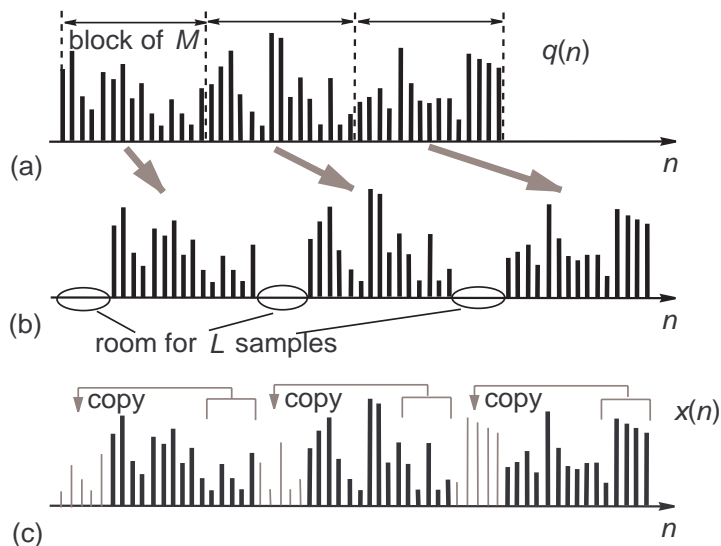 block of M
q(n)
n
(a)
(b)
n
room for L samples
copy copy copy
x(n)
n
(c)